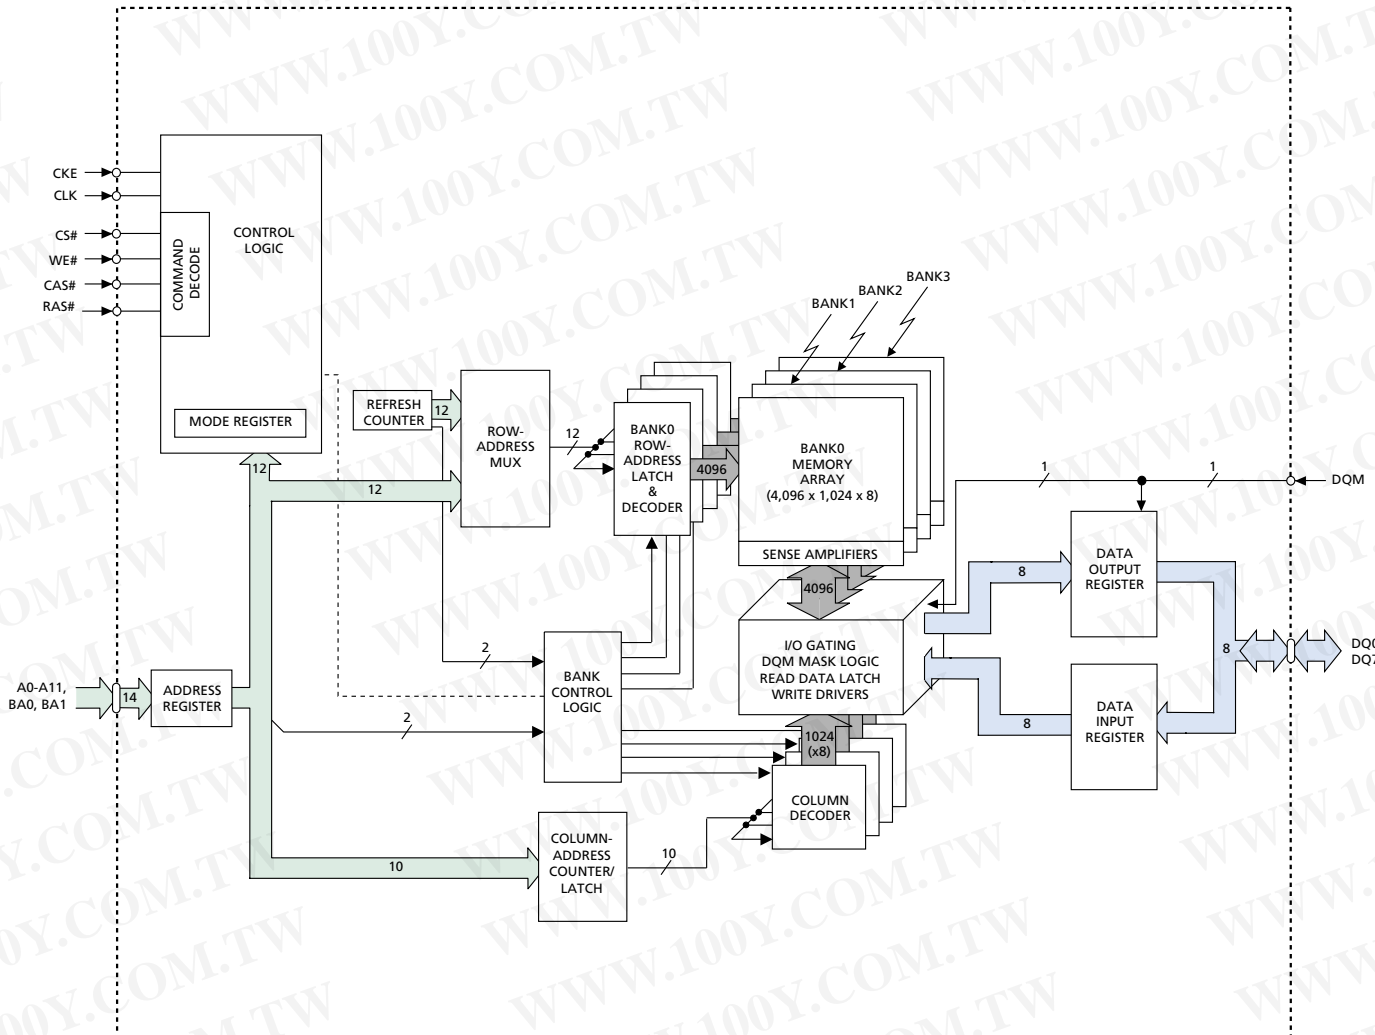 CKE
CLK
CS#
WE#
CAS#
RAS#
COMMAND
DECODE
CONTROL
LOGIC
MODE REGISTER
12
REFRESH
COUNTER
12
12
ROW-
ADDRESS
MUX
12
BANK0
ROW-
ADDRESS
LATCH
&
DECODER
4096
BANK1
BANK2
BANK3
BANK0
MEMORY
ARRAY
(4,096 x 1,024 x 8)
SENSE AMPLIFIERS
4096
I/O GATING
DQM MASK LOGIC
READ DATA LATCH
WRITE DRIVERS
1024
(x8)
COLUMN
DECODER
2
2
BANK
CONTROL
LOGIC
A0-A11,
BA0, BA1
14
ADDRESS
REGISTER
10
COLUMN-
ADDRESS
COUNTER/
LATCH
10
1
1
DQM
DATA
OUTPUT
REGISTER
8
8
8
DATA
INPUT
REGISTER
WWW.100Y.COM.TW